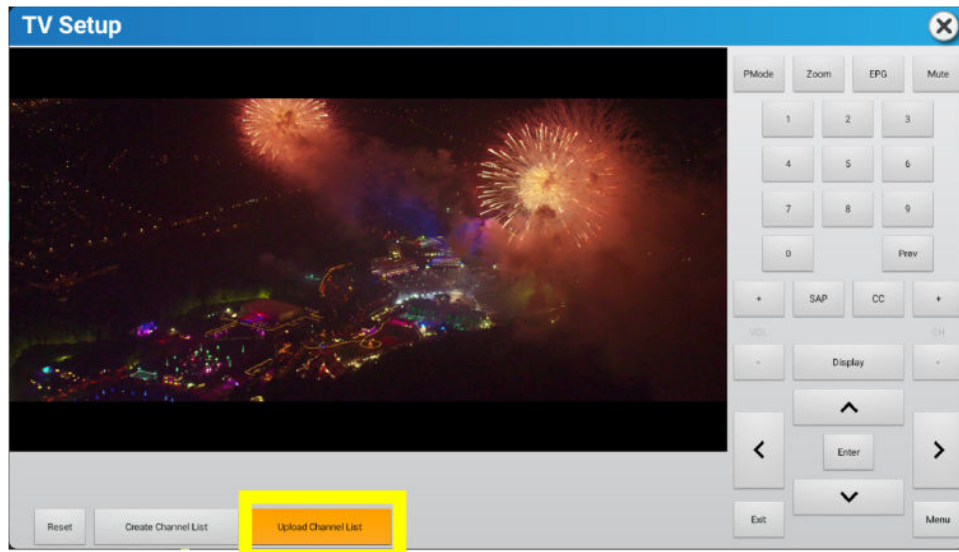 TV Setup
PMode Zoom EPG Mute
1 2 3
4 5 6
7 8 9
0 Prev
+ SAP CC +
VOL CH
- Display -
Enter
Exit Menu
Reset Create Channel List Upload Channel List